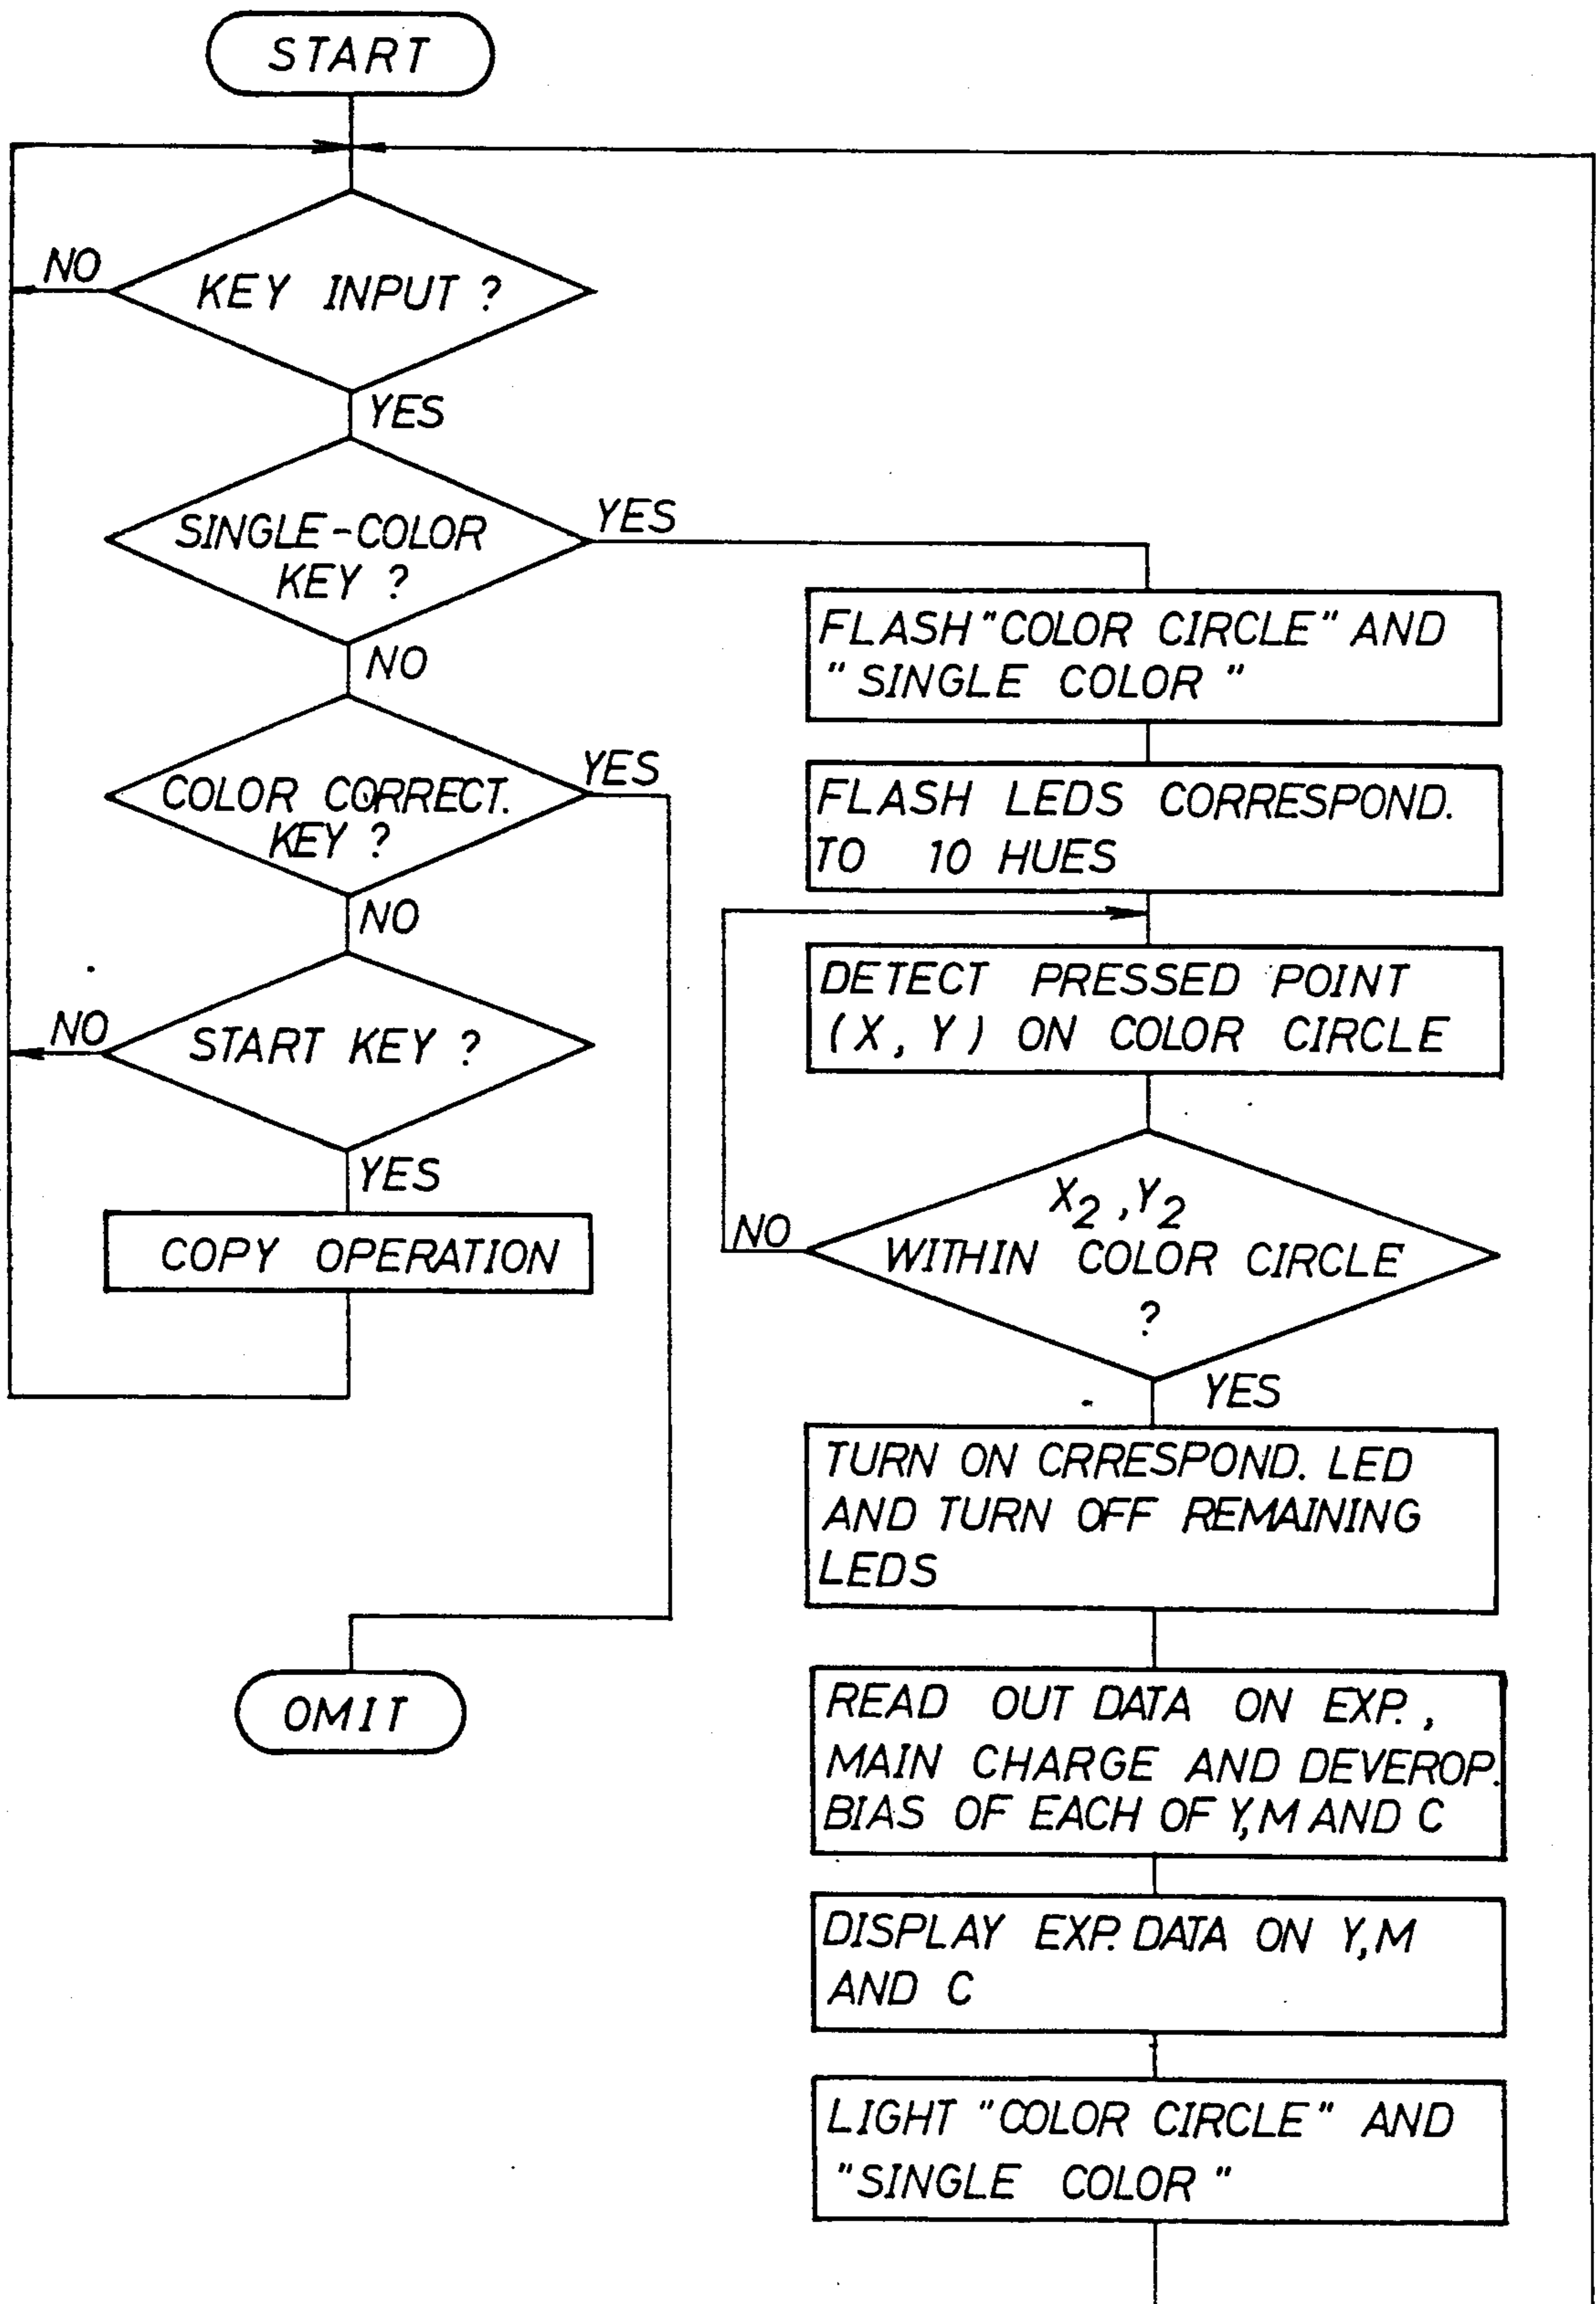 START
NO
KEY INPUT ?
YES
SINGLE-COLOR
KEY ?
YES
NO
COLOR CORRECT.
KEY ?
YES
NO
NO
START KEY ?
YES
COPY OPERATION
OMIT
FLASH "COLOR CIRCLE" AND
"SINGLE COLOR"
FLASH LEDS CORRESPOND.
TO 10 HUES
DETECT PRESSED POINT
(X, Y) ON COLOR CIRCLE
X2, Y2
NO
WITHIN COLOR CIRCLE
?
YES
TURN ON CRRESPOND. LED
AND TURN OFF REMAINING
LEDS
READ OUT DATA ON EXP.,
MAIN CHARGE AND DEVEROP.
BIAS OF EACH OF Y,M AND C
DISPLAY EXP. DATA ON Y,M
AND C
LIGHT "COLOR CIRCLE" AND
"SINGLE COLOR"